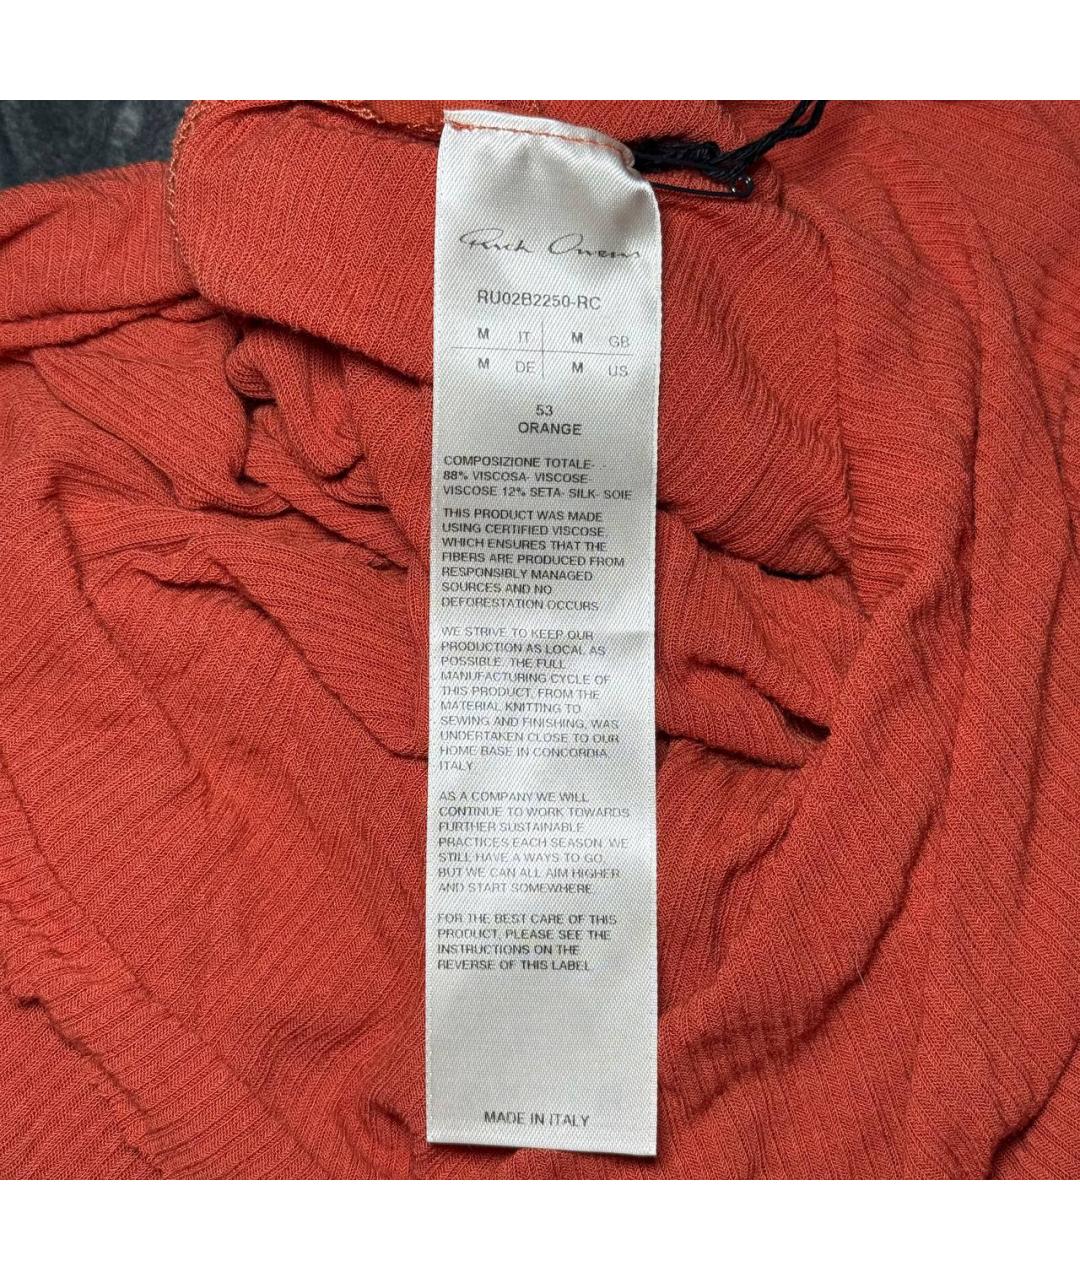 Rick Owens
RU02B2250-RC
M IT M GB
M DE M US
53
ORANGE
COMPOSIZIONE TOTALE- -
88% VISCOSA- VISCOSE-
VISCOSE 12% SETA- SILK- SOIE
THIS PRODUCT WAS MADE
USING CERTIFIED VISCOSE,
WHICH ENSURES THAT THE
FIBERS ARE PRODUCED FROM
RESPONSIBLY MANAGED
SOURCES AND NO
DEFORESTATION OCCURS
WE STRIVE TO KEEP OUR
PRODUCTION AS LOCAL AS
POSSIBLE. THE FULL
MANUFACTURING CYCLE OF
THIS PRODUCT, FROM THE
MATERIAL KNITTING TO
SEWING AND FINISHING, WAS
UNDERTAKEN CLOSE TO OUR
HOME BASE IN CONCORDIA,
ITALY.
AS A COMPANY WE WILL
CONTINUE TO WORK TOWARDS
FURTHER SUSTAINABLE
PRACTICES EACH SEASON. WE
STILL HAVE A WAYS TO GO,
BUT WE CAN ALL AIM HIGHER
AND START SOMEWHERE.
FOR THE BEST CARE OF THIS
PRODUCT, PLEASE SEE THE
INSTRUCTIONS ON THE
REVERSE OF THIS LABEL.
MADE IN ITALY